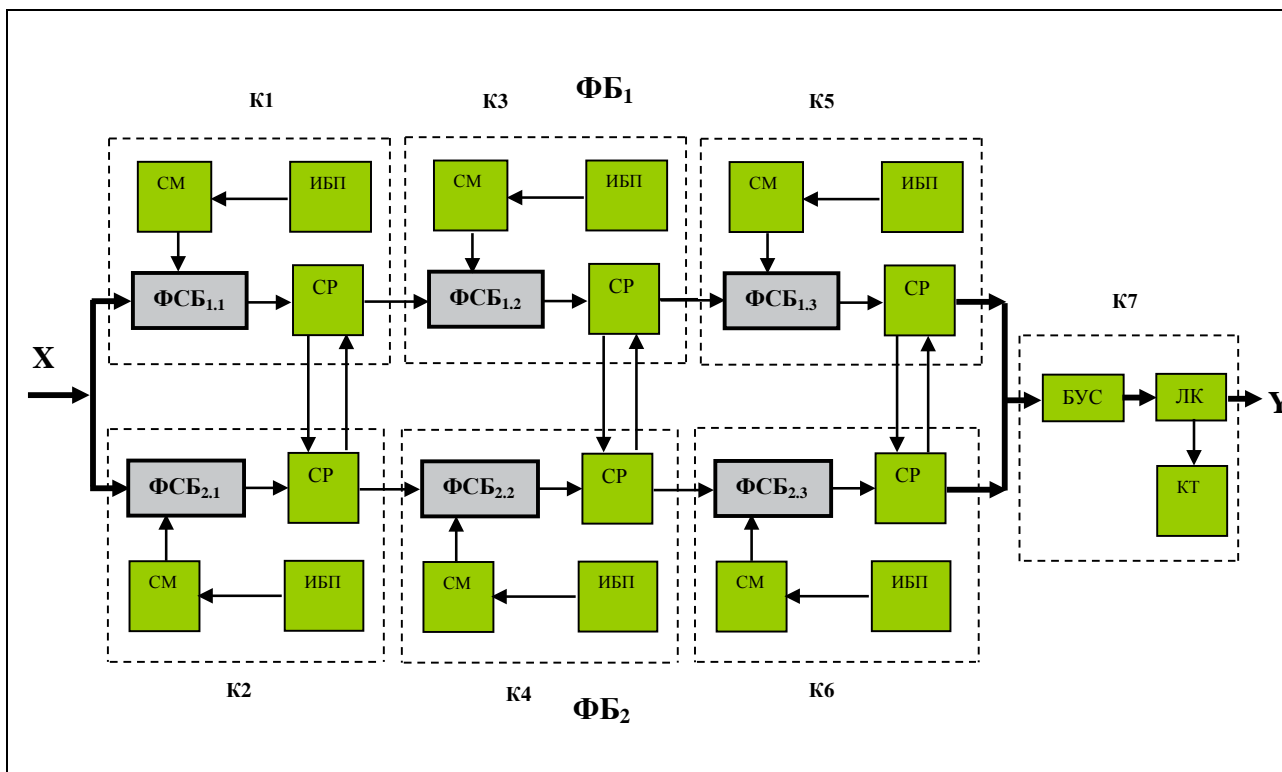 К1
К3
ФБ1
К5
СМ
ИБП
СМ
ИБП
СМ
ИБП
ФСБ1.1
СР
ФСБ1.2
СР
ФСБ1.3
СР
К7
X
БУС
ЛК
Y
ФСБ2.1
СР
ФСБ2.2
СР
ФСБ2.3
СР
КТ
СМ
ИБП
СМ
ИБП
СМ
ИБП
К2
К4
ФБ2
К6